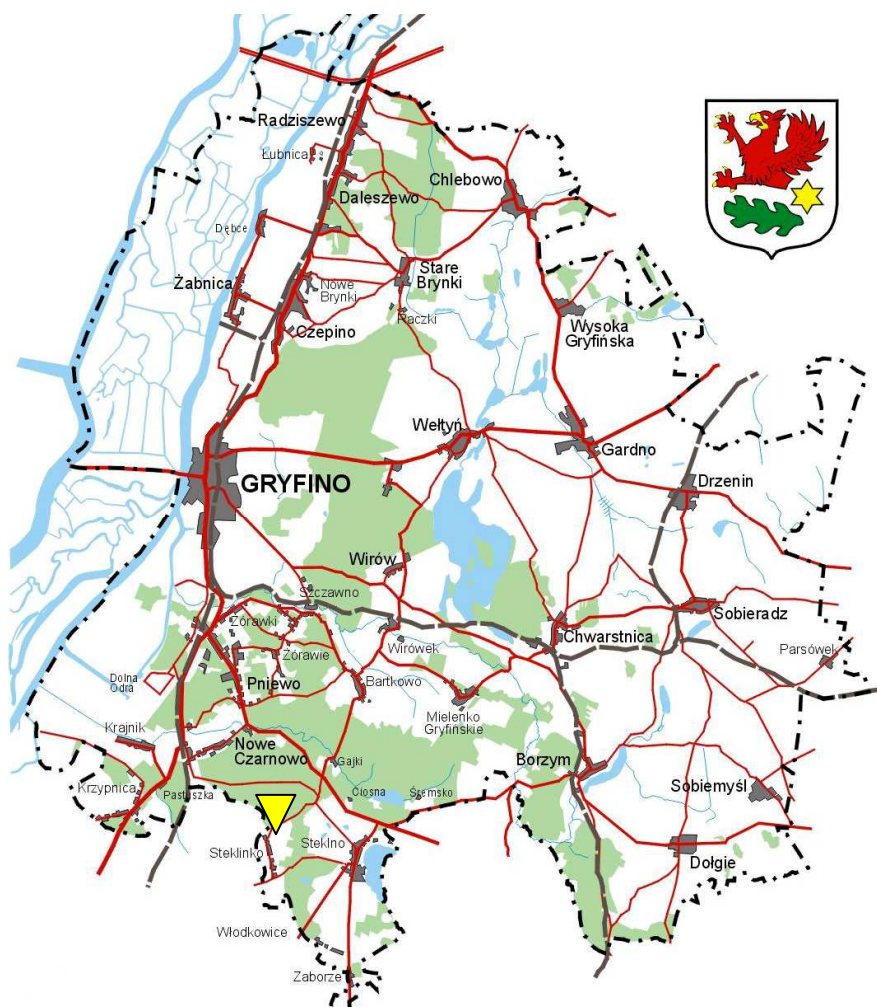 Radziszewo
Łubnica
Chlebowo
Daleszewo
Dębce
Stare
Brynki
Żabnica
Nowe
Brynki
Raczki
Czepino
Wysoka
Gryfińska
Wełtyń
Gardno
GRYFINO
Drzenin
Wirów
Szczawno
Żórawki
Sobieradz
Chwarstnica
Wirówek
Parsówek
Żórawie
Dolna
Odra
Pniewo
Bartkowo
Mielenko
Gryfińskie
Krajnik
Nowe
Czarnowo
Gajki
Borzym
Krzypnica
Pastuszka
Ciosna
Śremsko
Sobiemyśl
Steklinko
Steklno
Dołgie
Włodkowice
Zaborze